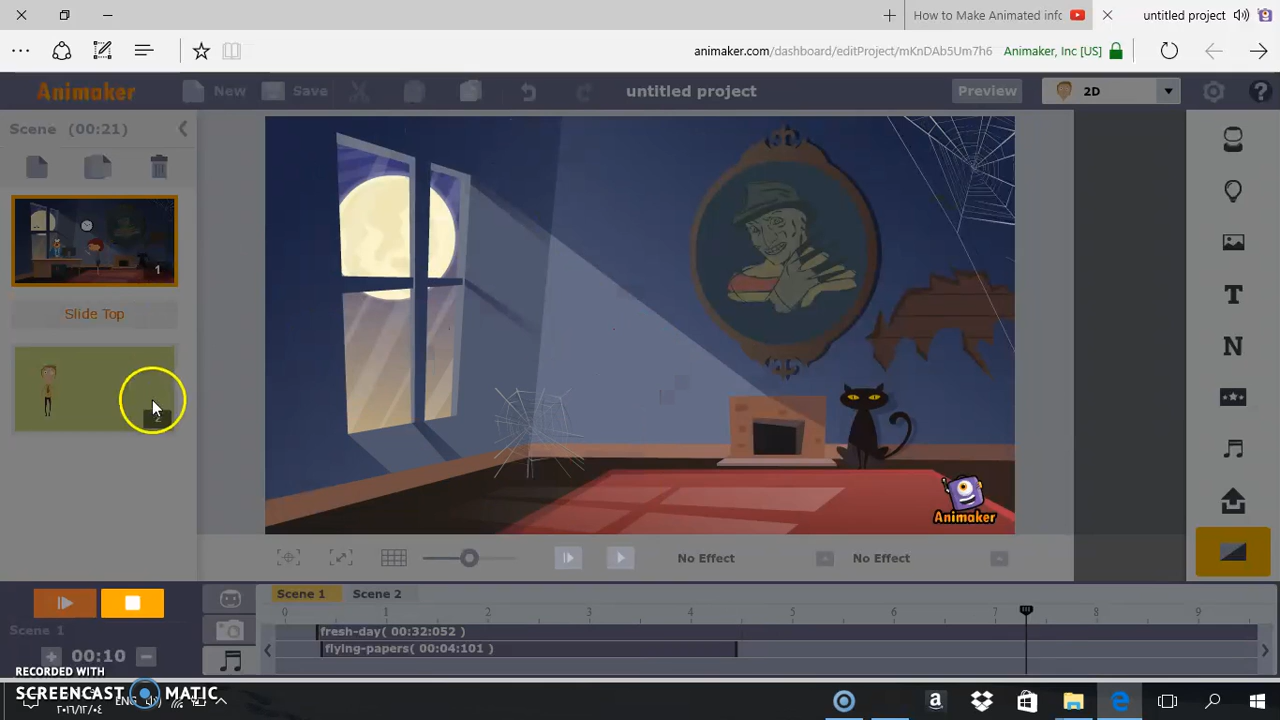 How to Make Animated info
untitled project
animaker.com/dashboard/editProject/mKnDAb5Um7h6
Animaker, Inc [US]
Animaker
New
Save
untitled project
Preview
2D
Scene (00:21)
1
Slide Top
2
T
N
Animaker
No Effect
No Effect
Scene 1
Scene 2
0 1 2 3 4 5 6 7 8 9
fresh-day( 00:32:052 )
flying-papers( 00:04:101 )
Scene 1
00:10
RECORDED WITH
SCREENCAST MATIC
ENG